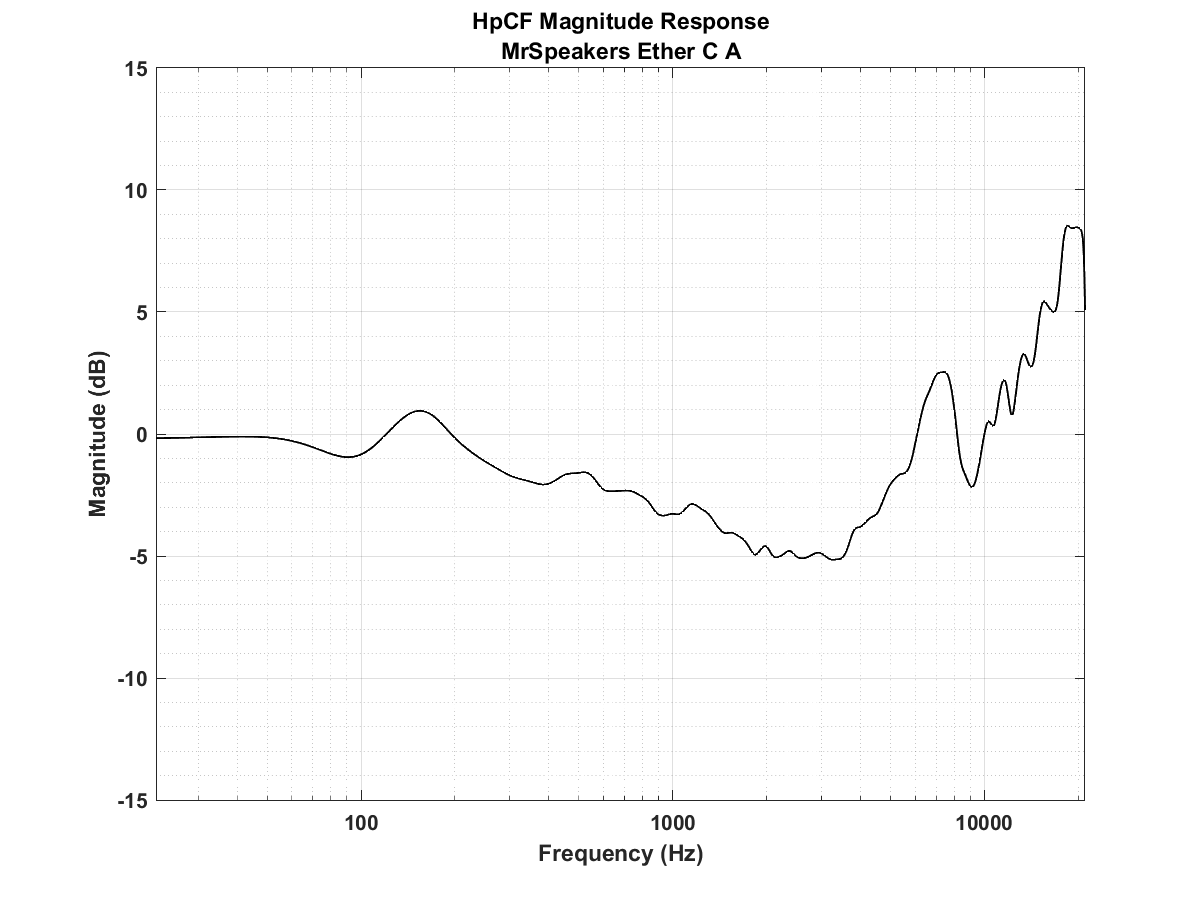 HpCF Magnitude Response
MrSpeakers Ether C A
15
10
5
0
-5
-10
-15
Magnitude (dB)
100
1000
10000
Frequency (Hz)